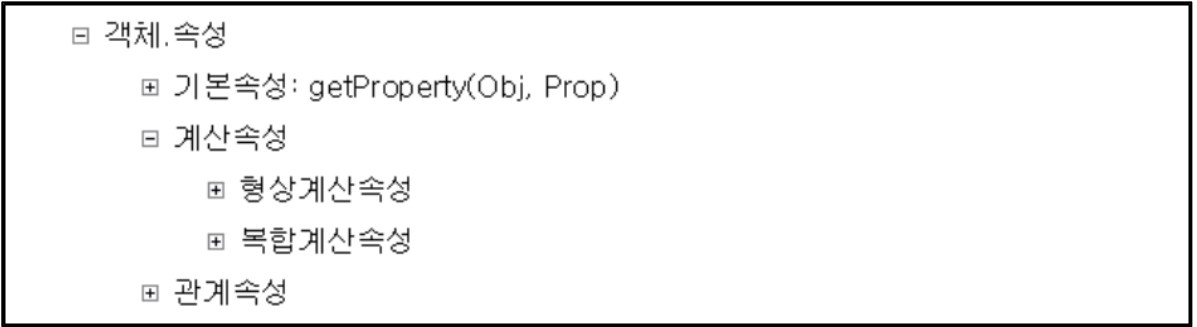 객체.속성
기본속성: getProperty(Obj, Prop)
계산속성
형상계산속성
복합계산속성
관계속성